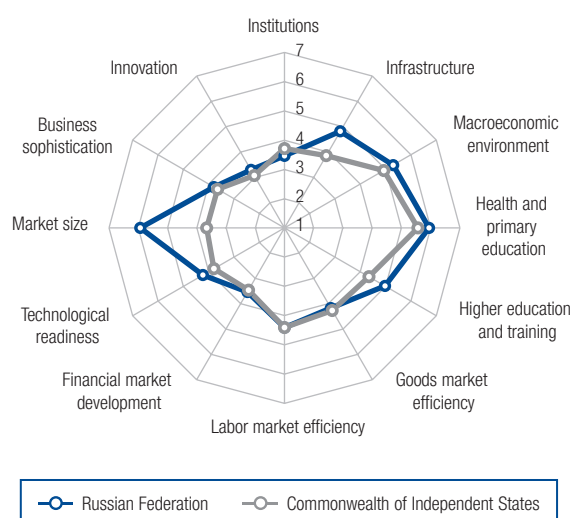 Institutions
7
6
5
4
3
2
1
Infrastructure
Macroeconomic
environment
Health and
primary
education
Higher education
and training
Goods market
efficiency
Labor market efficiency
Financial market
development
Technological
readiness
Market size
Business
sophistication
Innovation
Russian Federation
Commonwealth of Independent States